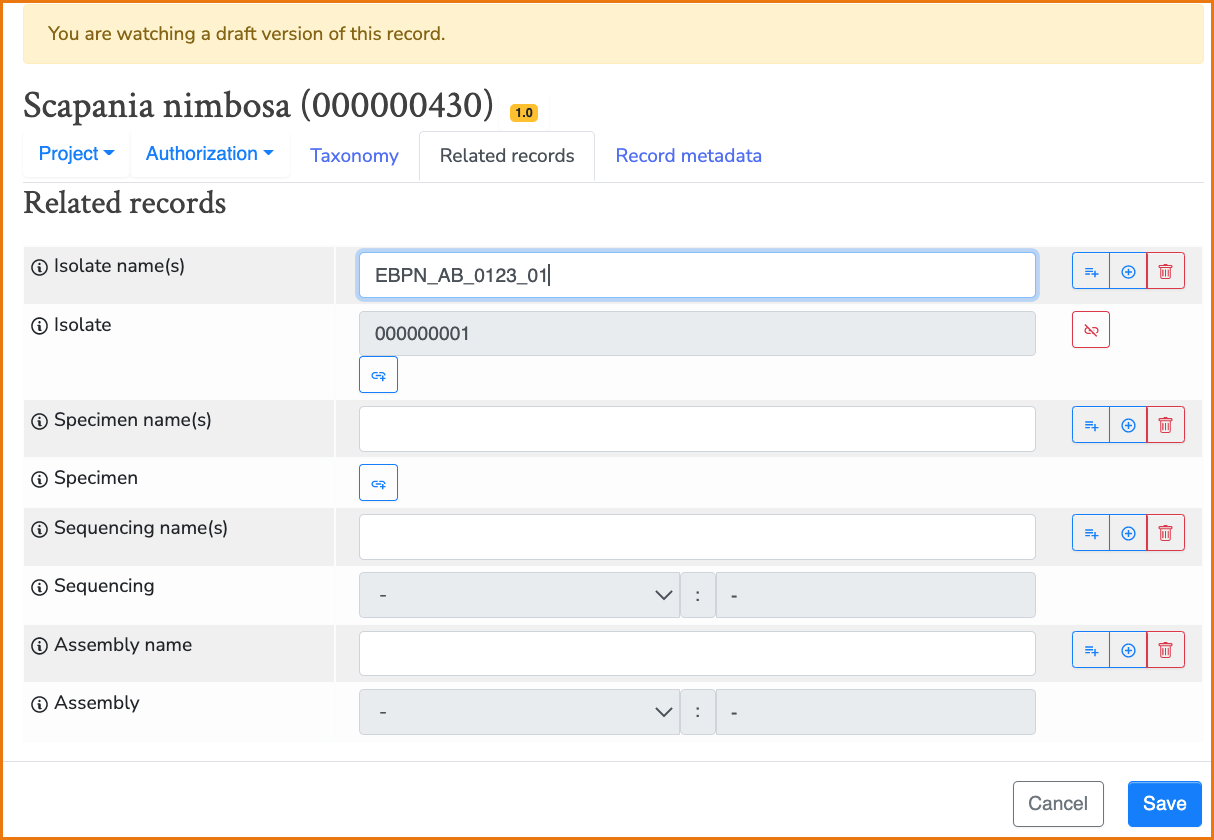 You are watching a draft version of this record.
Scapania nimbosa (000000430) 1.0
Project Authorization Taxonomy Related records Record metadata
Related records
Isolate name(s) EBPN_AB_0123_01
Isolate 000000001
Specimen name(s)
Specimen
Sequencing name(s)
Sequencing - : -
Assembly name
Assembly - : -
Cancel Save